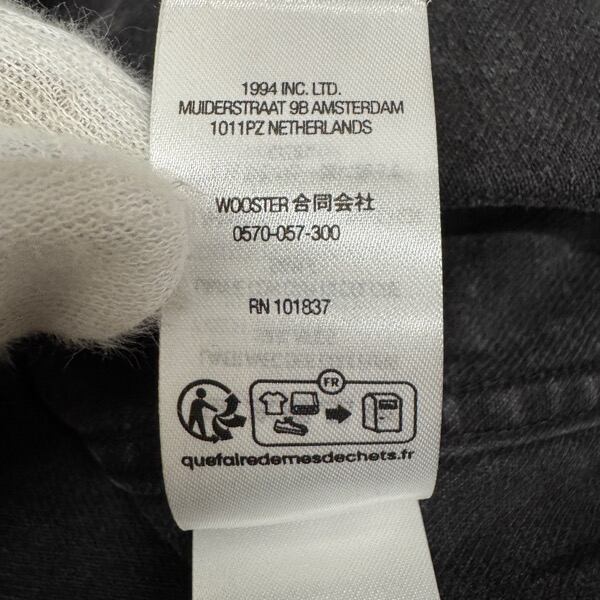 1994 INC. LTD.
MUIDERSTRAAT 9B AMSTERDAM
1011PZ NETHERLANDS
WOOSTER 合同会社
0570-057-300
RN 101837
FR
quefairedemesdechets.fr